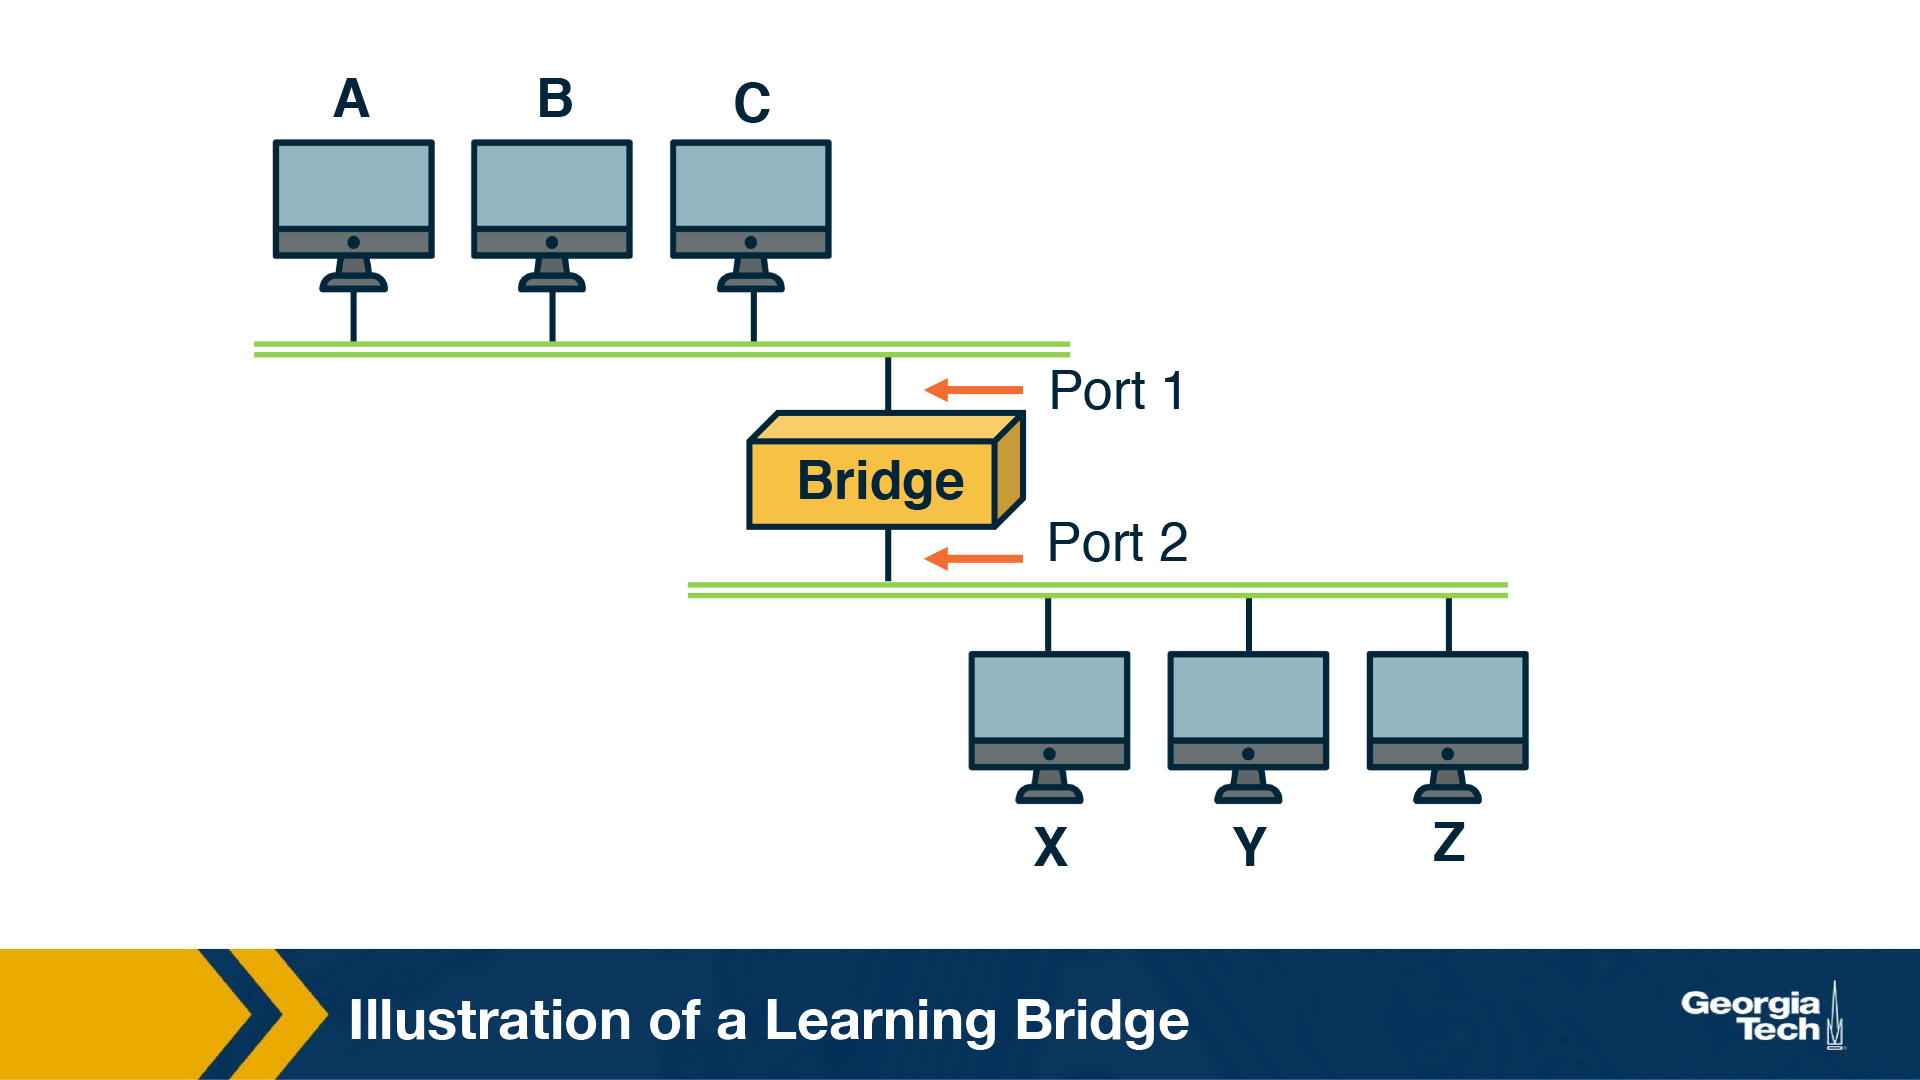 A
B
C
Port 1
Bridge
Port 2
X
Y
Z
Illustration of a Learning Bridge
Georgia
Tech